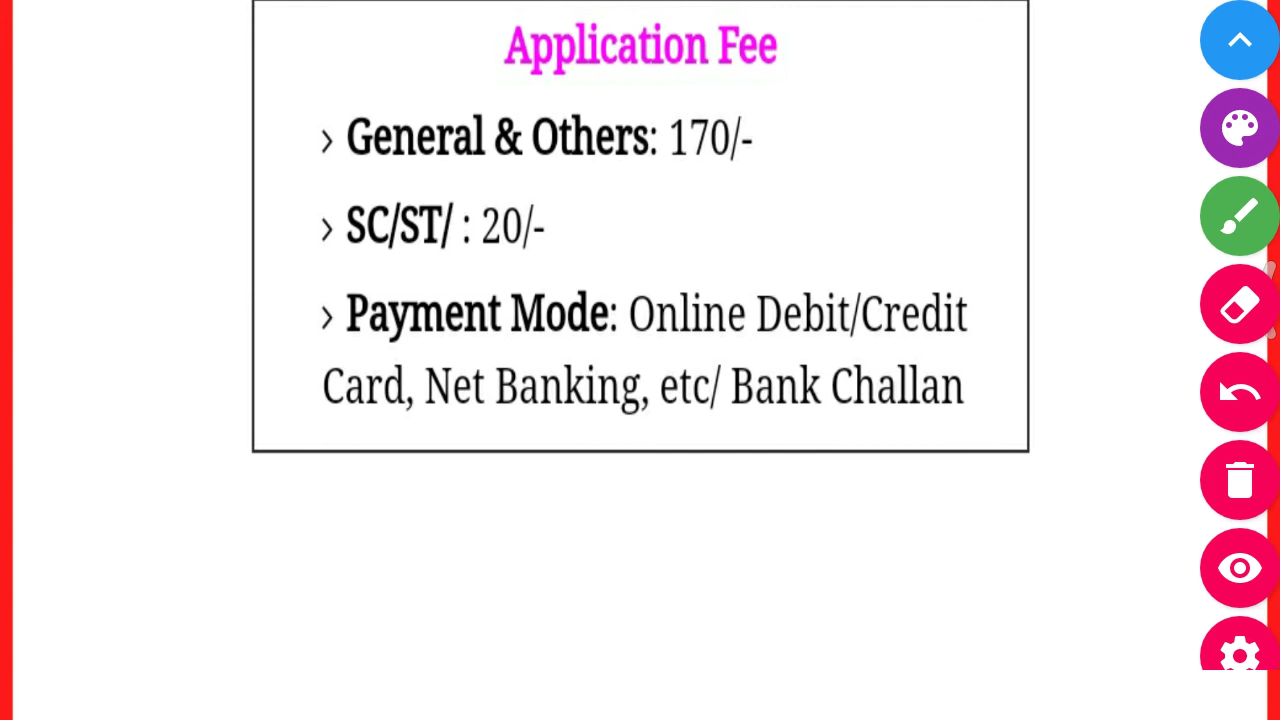 Application Fee
› General & Others: 170/-
› SC/ST/ : 20/-
› Payment Mode: Online Debit/Credit
Card, Net Banking, etc/ Bank Challan